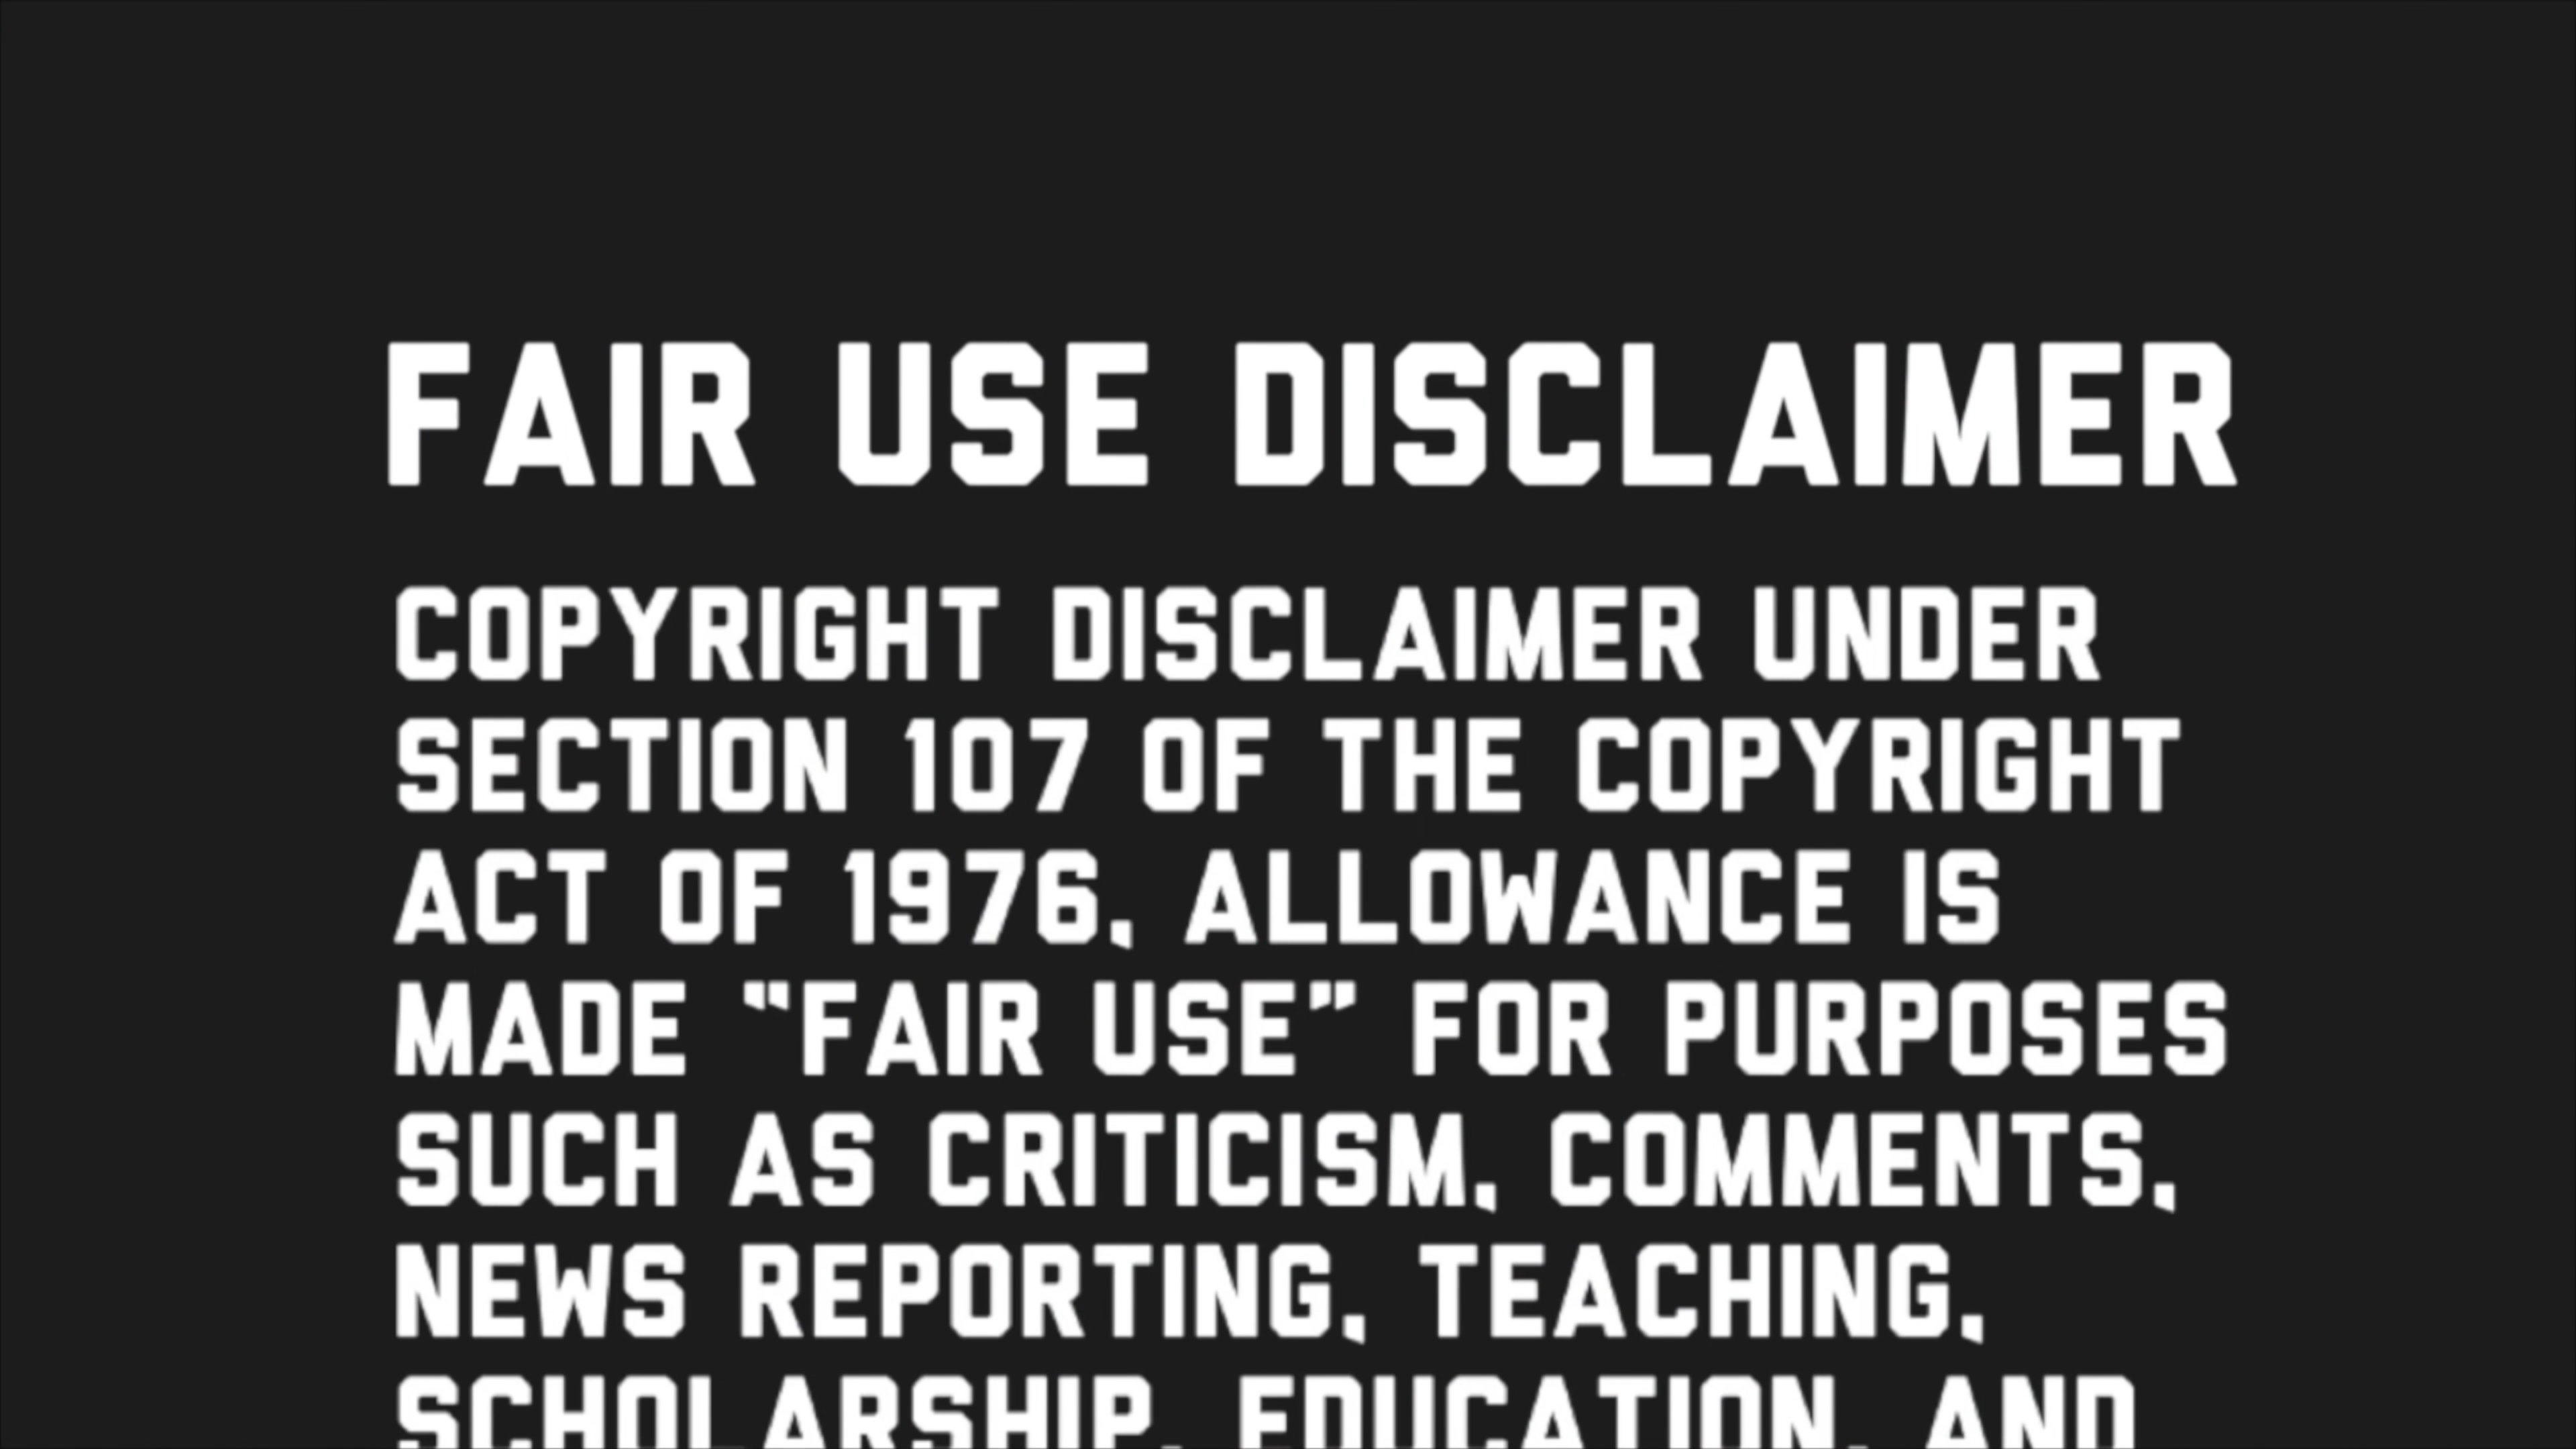 FAIR USE DISCLAIMER
COPYRIGHT DISCLAIMER UNDER
SECTION 107 OF THE COPYRIGHT
ACT OF 1976, ALLOWANCE IS
MADE “FAIR USE” FOR PURPOSES
SUCH AS CRITICISM, COMMENTS,
NEWS REPORTING, TEACHING,
SCHOLARSHIP, EDUCATION, AND